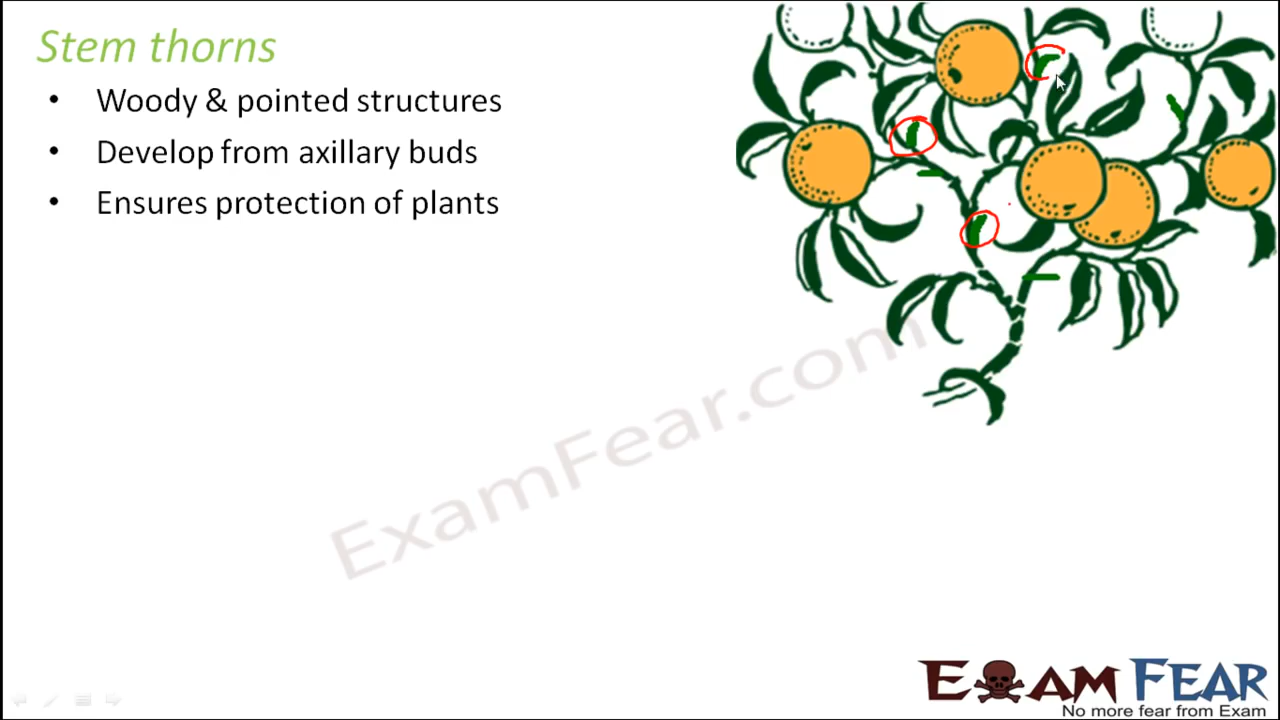 Stem thorns
• Woody & pointed structures
• Develop from axillary buds
• Ensures protection of plants
ExamFear.com
EXAM FEAR
No more fear from Exam